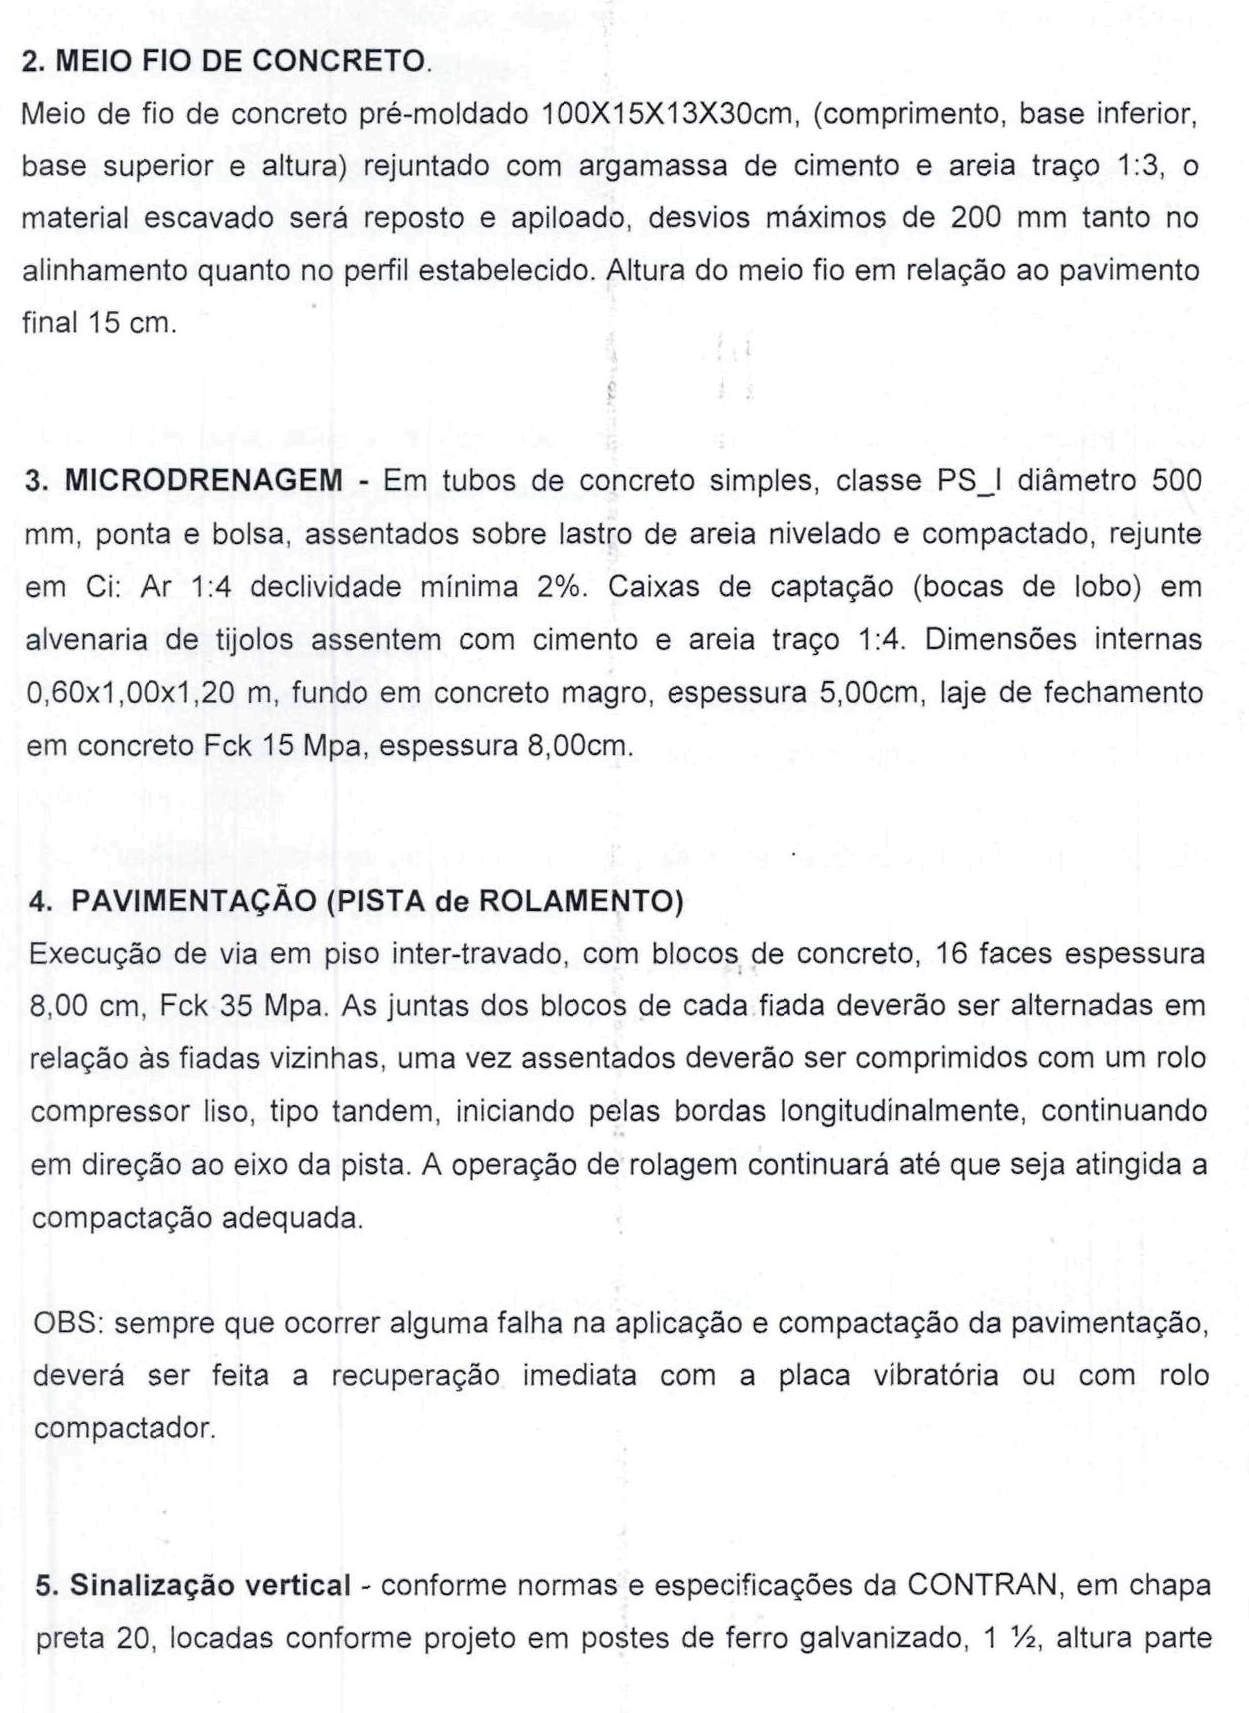 2. MEIO FIO DE CONCRETO.
Meio de fio de concreto pré-moldado 100X15X13X30cm, (comprimento, base inferior,
base superior e altura) rejuntado com argamassa de cimento e areia traço 1:3, o
material escavado será reposto e apiloado, desvios máximos de 200 mm tanto no
alinhamento quanto no perfil estabelecido. Altura do meio fio em relação ao pavimento
final 15 cm.
3. MICRODRENAGEM - Em tubos de concreto simples, classe PS_I diâmetro 500
mm, ponta e bolsa, assentados sobre lastro de areia nivelado e compactado, rejunte
em Ci: Ar 1:4 declividade mínima 2%. Caixas de captação (bocas de lobo) em
alvenaria de tijolos assentem com cimento e areia traço 1:4. Dimensões internas
0,60x1,00x1,20 m, fundo em concreto magro, espessura 5,00cm, laje de fechamento
em concreto Fck 15 Mpa, espessura 8,00cm.
4. PAVIMENTAÇÃO (PISTA de ROLAMENTO)
Execução de via em piso inter-travado, com blocos de concreto, 16 faces espessura
8,00 cm, Fck 35 Mpa. As juntas dos blocos de cada fiada deverão ser alternadas em
relação às fiadas vizinhas, uma vez assentados deverão ser comprimidos com um rolo
compressor liso, tipo tandem, iniciando pelas bordas longitudinalmente, continuando
em direção ao eixo da pista. A operação de rolagem continuará até que seja atingida a
compactação adequada.
OBS: sempre que ocorrer alguma falha na aplicação e compactação da pavimentação,
deverá ser feita a recuperação imediata com a placa vibratória ou com rolo
compactador.
5. Sinalização vertical - conforme normas e especificações da CONTRAN, em chapa
preta 20, locadas conforme projeto em postes de ferro galvanizado, 1 ½, altura parte